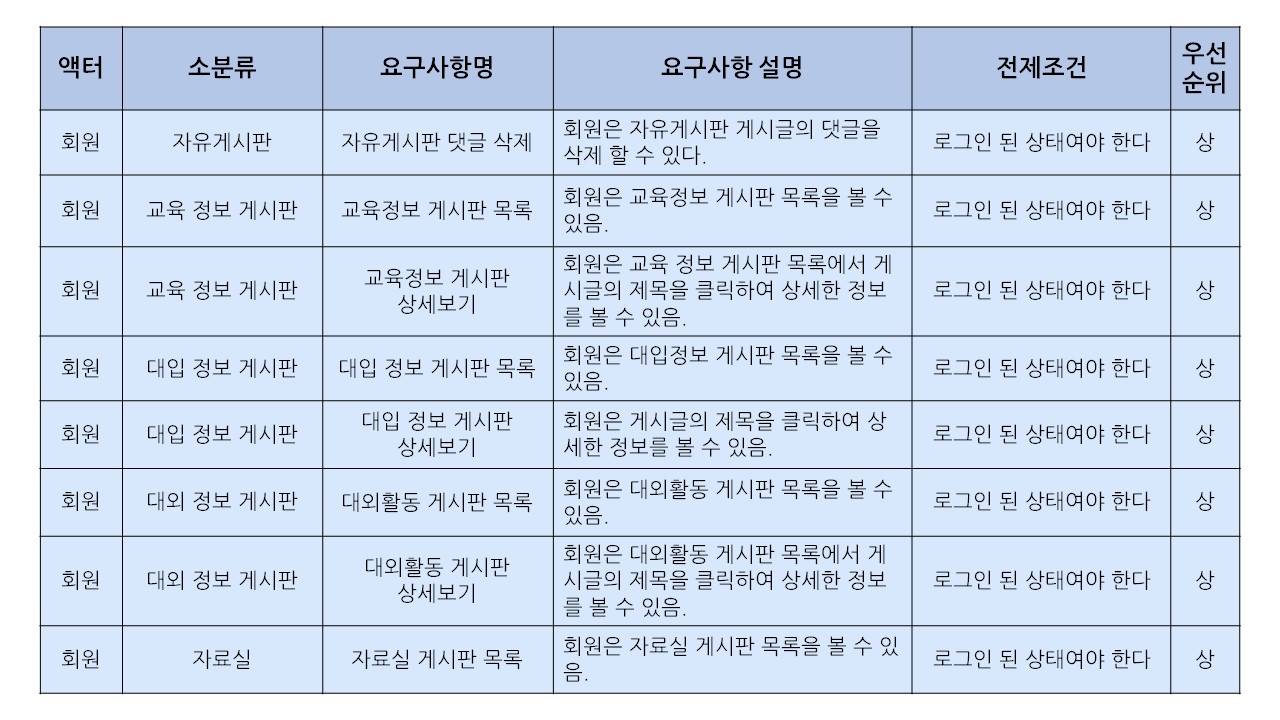 액터
소분류
요구사항명
요구사항 설명
전제조건
우선
순위
회원
자유게시판
자유게시판 댓글 삭제
회원은 자유게시판 게시글의 댓글을
삭제 할 수 있다.
로그인 된 상태여야 한다
상
회원
교육 정보 게시판
교육정보 게시판 목록
회원은 교육정보 게시판 목록을 볼 수
있음.
로그인 된 상태여야 한다
상
회원
교육 정보 게시판
교육정보 게시판
상세보기
회원은 교육 정보 게시판 목록에서 게
시글의 제목을 클릭하여 상세한 정보
를 볼 수 있음.
로그인 된 상태여야 한다
상
회원
대입 정보 게시판
대입 정보 게시판 목록
회원은 대입정보 게시판 목록을 볼 수
있음.
로그인 된 상태여야 한다
상
회원
대입 정보 게시판
대입 정보 게시판
상세보기
회원은 게시글의 제목을 클릭하여 상
세한 정보를 볼 수 있음.
로그인 된 상태여야 한다
상
회원
대외 정보 게시판
대외활동 게시판 목록
회원은 대외활동 게시판 목록을 볼 수
있음.
로그인 된 상태여야 한다
상
회원
대외 정보 게시판
대외활동 게시판
상세보기
회원은 대외활동 게시판 목록에서 게
시글의 제목을 클릭하여 상세한 정보
를 볼 수 있음.
로그인 된 상태여야 한다
상
회원
자료실
자료실 게시판 목록
회원은 자료실 게시판 목록을 볼 수 있
음.
로그인 된 상태여야 한다
상